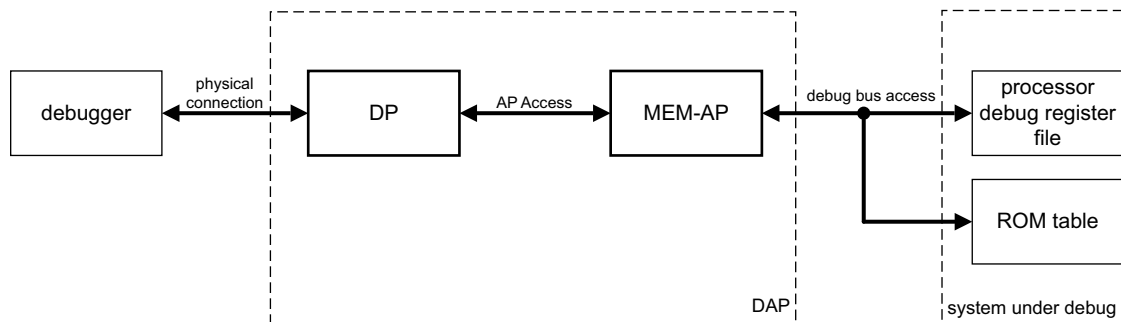 physical
connection
debugger
DP
AP Access
MEM-AP
debug bus access
processor
debug register
file
ROM table
DAP
system under debug